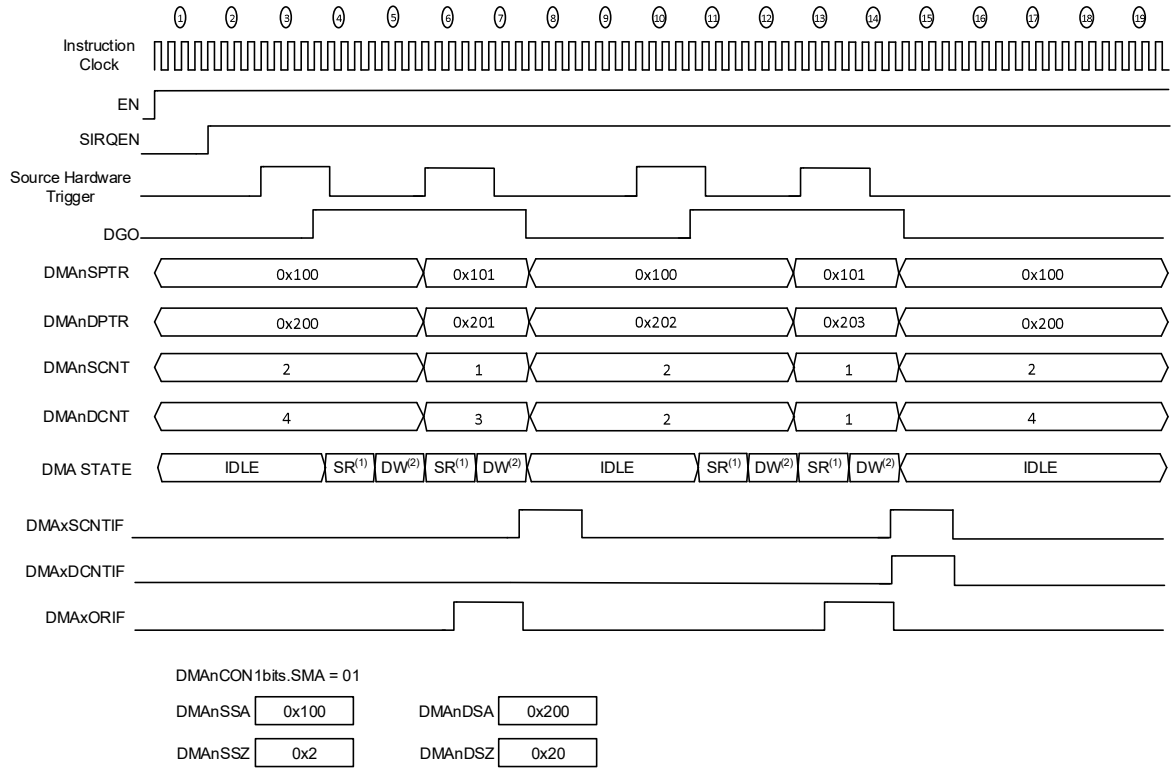 1 2 3 4 5 6 7 8 9 10 11 12 13 14 15 16 17 18 19
Instruction
Clock
EN
SIRQEN
Source Hardware
Trigger
DGO
DMAnSPTR 0x100 0x101 0x100 0x101 0x100
DMAnDPTR 0x200 0x201 0x202 0x203 0x200
DMAnSCNT 2 1 2 1 2
DMAnDCNT 4 3 2 1 4
DMA STATE IDLE SR(1) DW(2) SR(1) DW(2) IDLE SR(1) DW(2) SR(1) DW(2) IDLE
DMAxSCNTIF
DMAxDCNTIF
DMAxORIF
DMAnCON1bits.SMA = 01
DMAnSSA 0x100 DMAnDSA 0x200
DMAnSSZ 0x2 DMAnDSZ 0x20